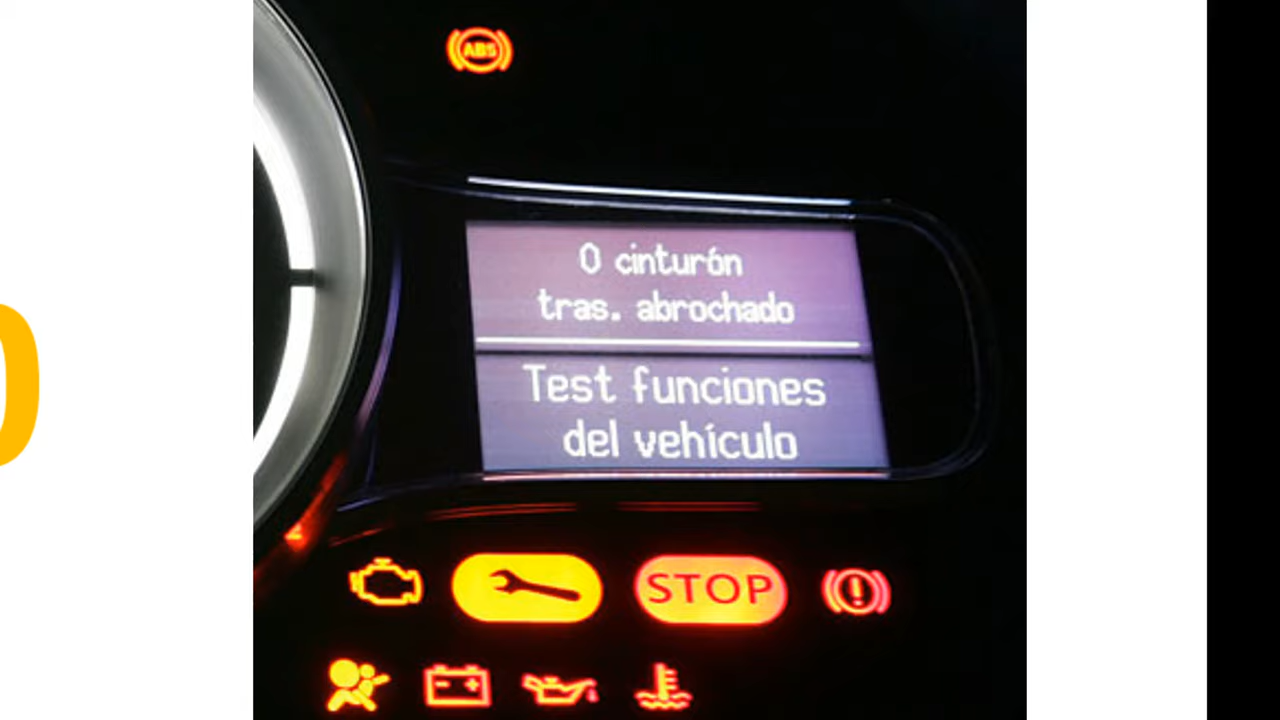 ABS
0 cinturón
tras. abrochado
Test funciones
del vehículo
STOP